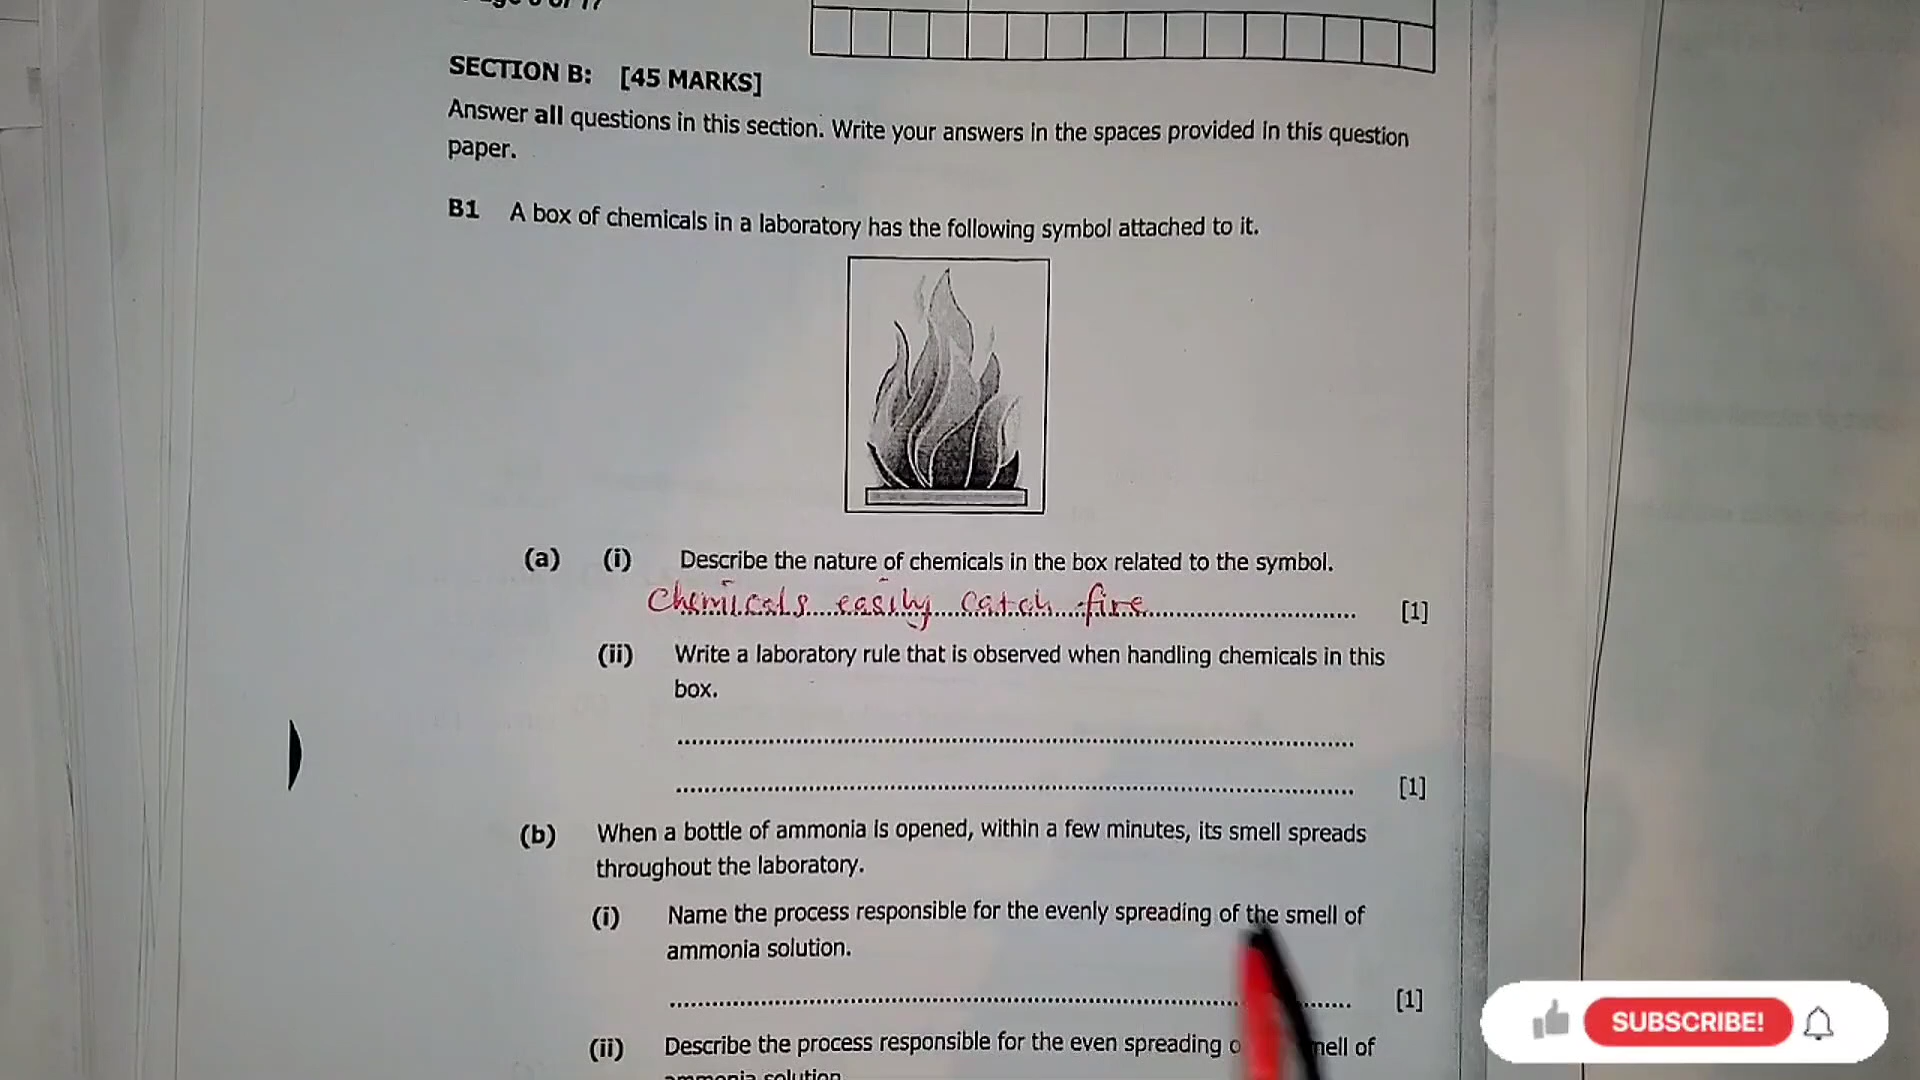 of 17
SECTION B: [45 MARKS]
Answer all questions in this section. Write your answers in the spaces provided in this question
paper.
B1 A box of chemicals in a laboratory has the following symbol attached to it.
(a) (i) Describe the nature of chemicals in the box related to the symbol.
Chemicals easily catch fire [1]
(ii) Write a laboratory rule that is observed when handling chemicals in this
box.
[1]
(b) When a bottle of ammonia is opened, within a few minutes, its smell spreads
throughout the laboratory.
(i) Name the process responsible for the evenly spreading of the smell of
ammonia solution.
[1]
SUBSCRIBE!
(ii) Describe the process responsible for the even spreading smell of
ammonia solution